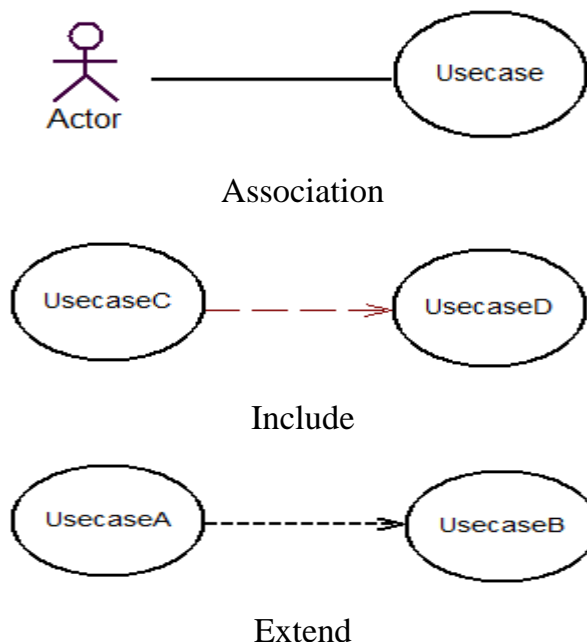 Usecase
Actor
Association
UsecaseC
UsecaseD
Include
UsecaseA
UsecaseB
Extend